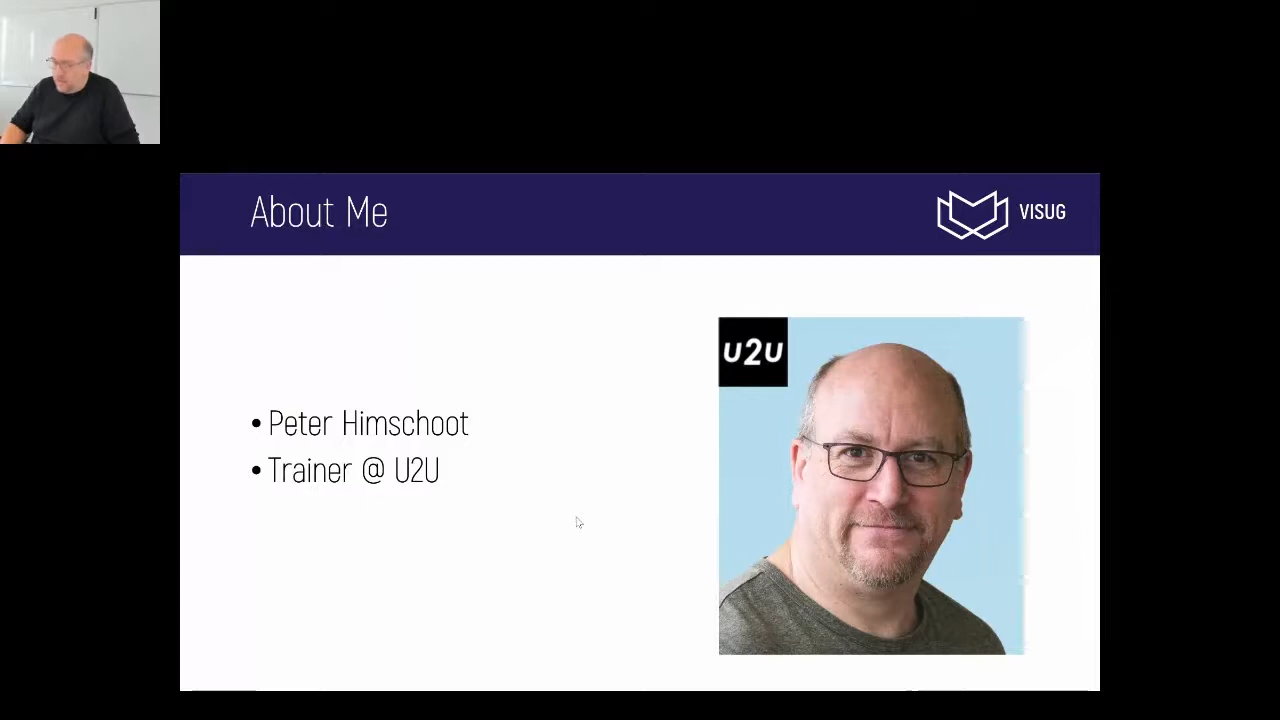 About Me
VISUG
U2U
• Peter Himschoot
• Trainer @ U2U